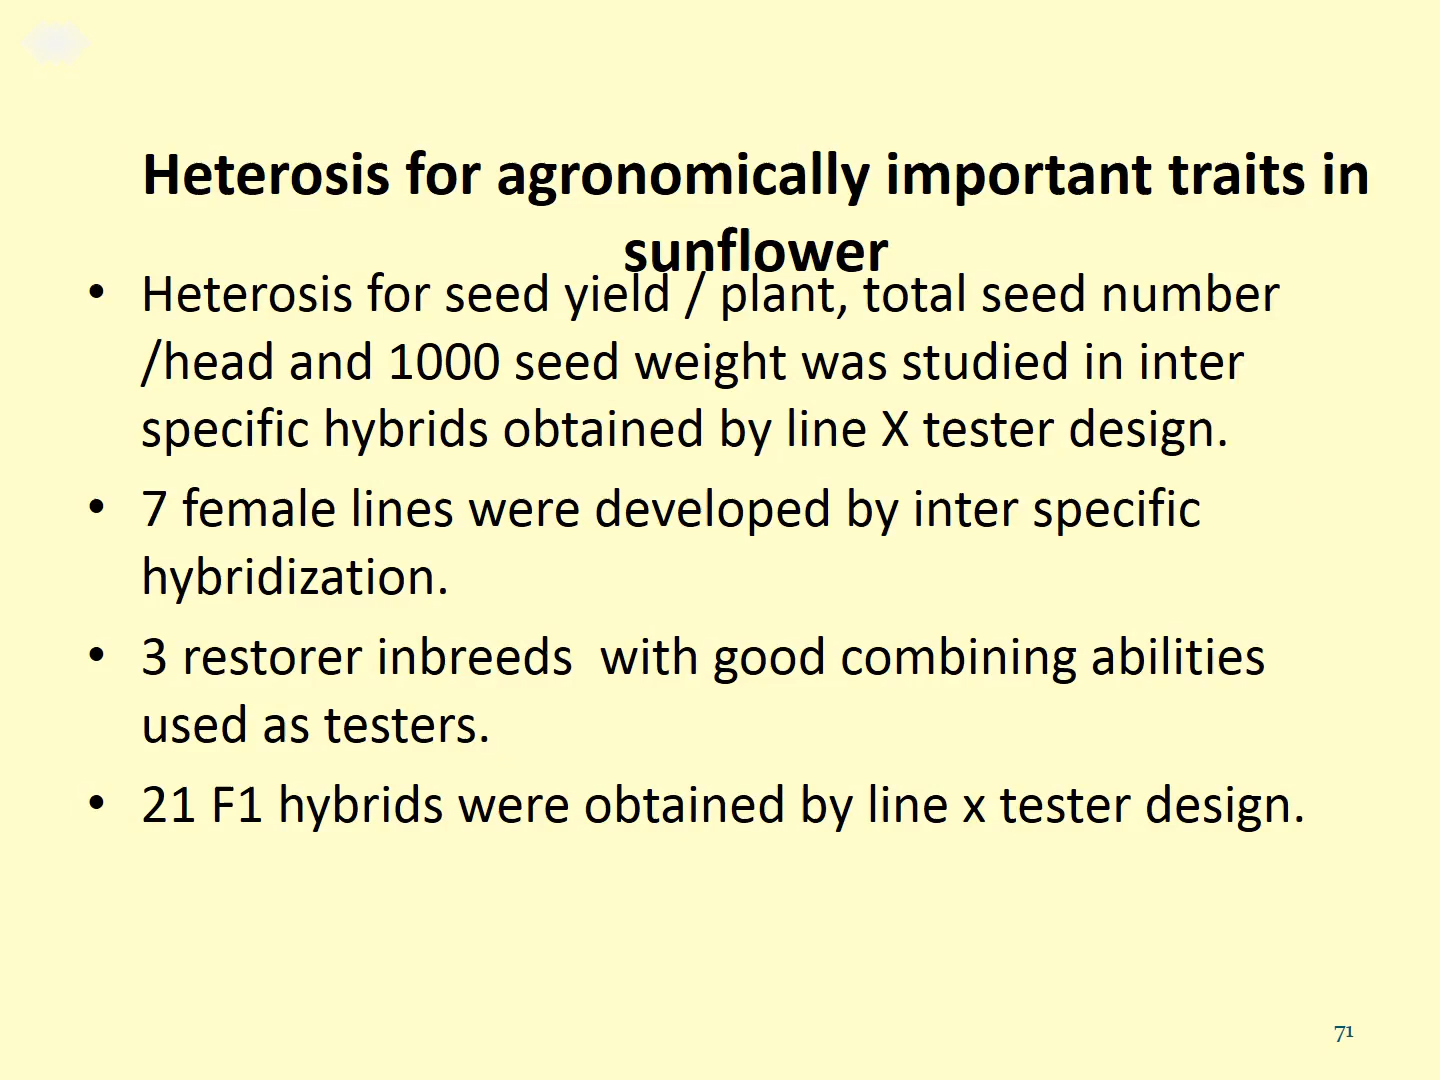 Heterosis for agronomically important traits in
sunflower
• Heterosis for seed yield / plant, total seed number
/head and 1000 seed weight was studied in inter
specific hybrids obtained by line X tester design.
• 7 female lines were developed by inter specific
hybridization.
• 3 restorer inbreeds  with good combining abilities
used as testers.
• 21 F1 hybrids were obtained by line x tester design.
71